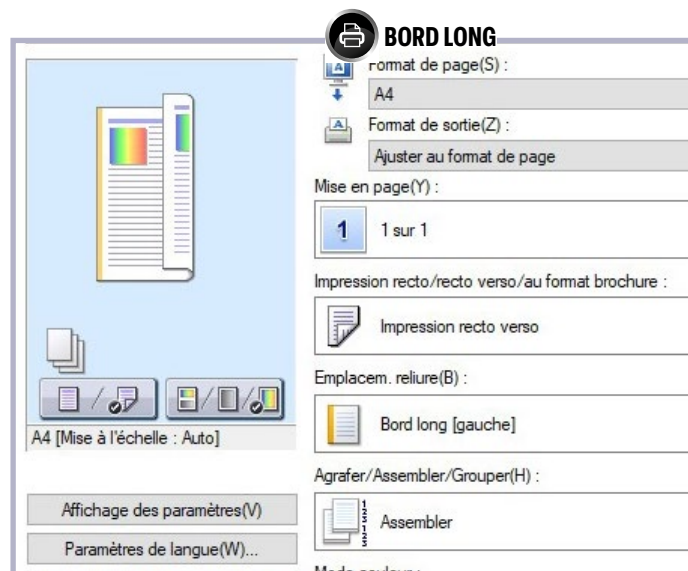 BORD LONG
Format de page(S) :
A4
Format de sortie(Z) :
Ajuster au format de page
Mise en page(Y) :
1
1 sur 1
Impression recto/recto verso/au format brochure :
Impression recto verso
Emplacem. reliure(B) :
Bord long [gauche]
A4 [Mise à l'échelle : Auto]
Agrafer/Assembler/Grouper(H) :
Assembler
Affichage des paramètres(V)
Paramètres de langue(W)...
Mode couleur :